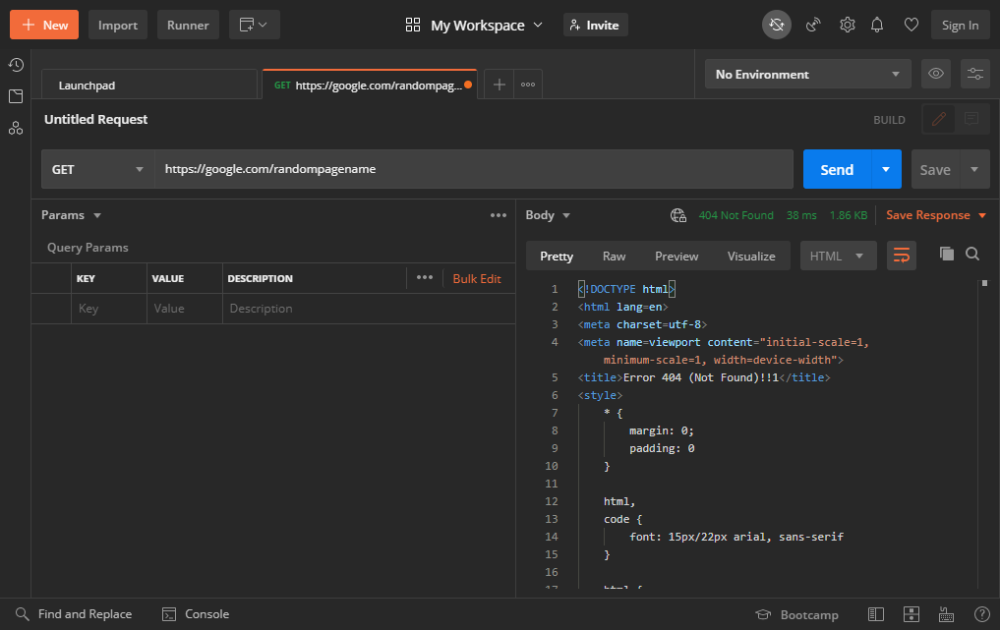 New Import Runner My Workspace Invite Sign In
Launchpad GET https://google.com/randompag... No Environment
Untitled Request BUILD
GET https://google.com/randompagename Send Save
Params
Query Params
KEY VALUE DESCRIPTION Bulk Edit
Key Value Description
Body 404 Not Found 38 ms 1.86 KB Save Response
Pretty Raw Preview Visualize HTML
1 <!DOCTYPE html>
2 <html lang=en>
3 <meta charset=utf-8>
4 <meta name=viewport content="initial-scale=1,
minimum-scale=1, width=device-width">
5 <title>Error 404 (Not Found)!!1</title>
6 <style>
7 * {
8 margin: 0;
9 padding: 0
10 }
11
12 html,
13 code {
14 font: 15px/22px arial, sans-serif
15 }
16
17 html {
Find and Replace Console Bootcamp